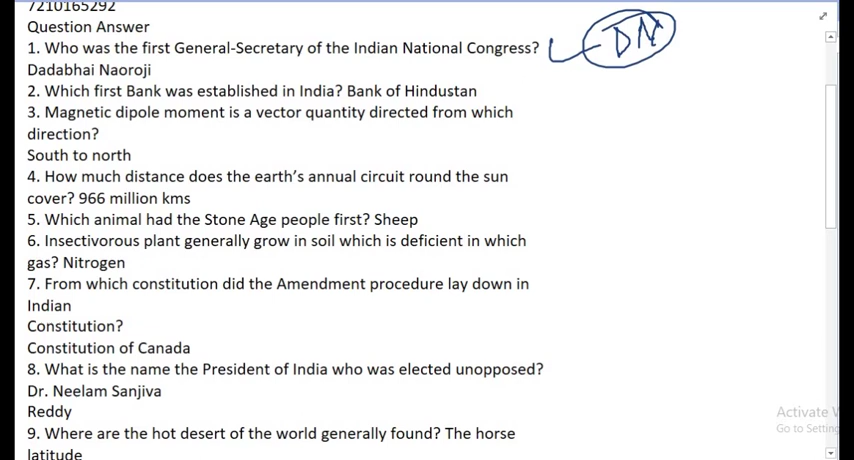 7210165292
Question Answer
1. Who was the first General-Secretary of the Indian National Congress?
DN
Dadabhai Naoroji
2. Which first Bank was established in India? Bank of Hindustan
3. Magnetic dipole moment is a vector quantity directed from which
direction?
South to north
4. How much distance does the earth’s annual circuit round the sun
cover? 966 million kms
5. Which animal had the Stone Age people first? Sheep
6. Insectivorous plant generally grow in soil which is deficient in which
gas? Nitrogen
7. From which constitution did the Amendment procedure lay down in
Indian
Constitution?
Constitution of Canada
8. What is the name the President of India who was elected unopposed?
Dr. Neelam Sanjiva
Reddy
9. Where are the hot desert of the world generally found? The horse
latitude
Activate
Go to Setting